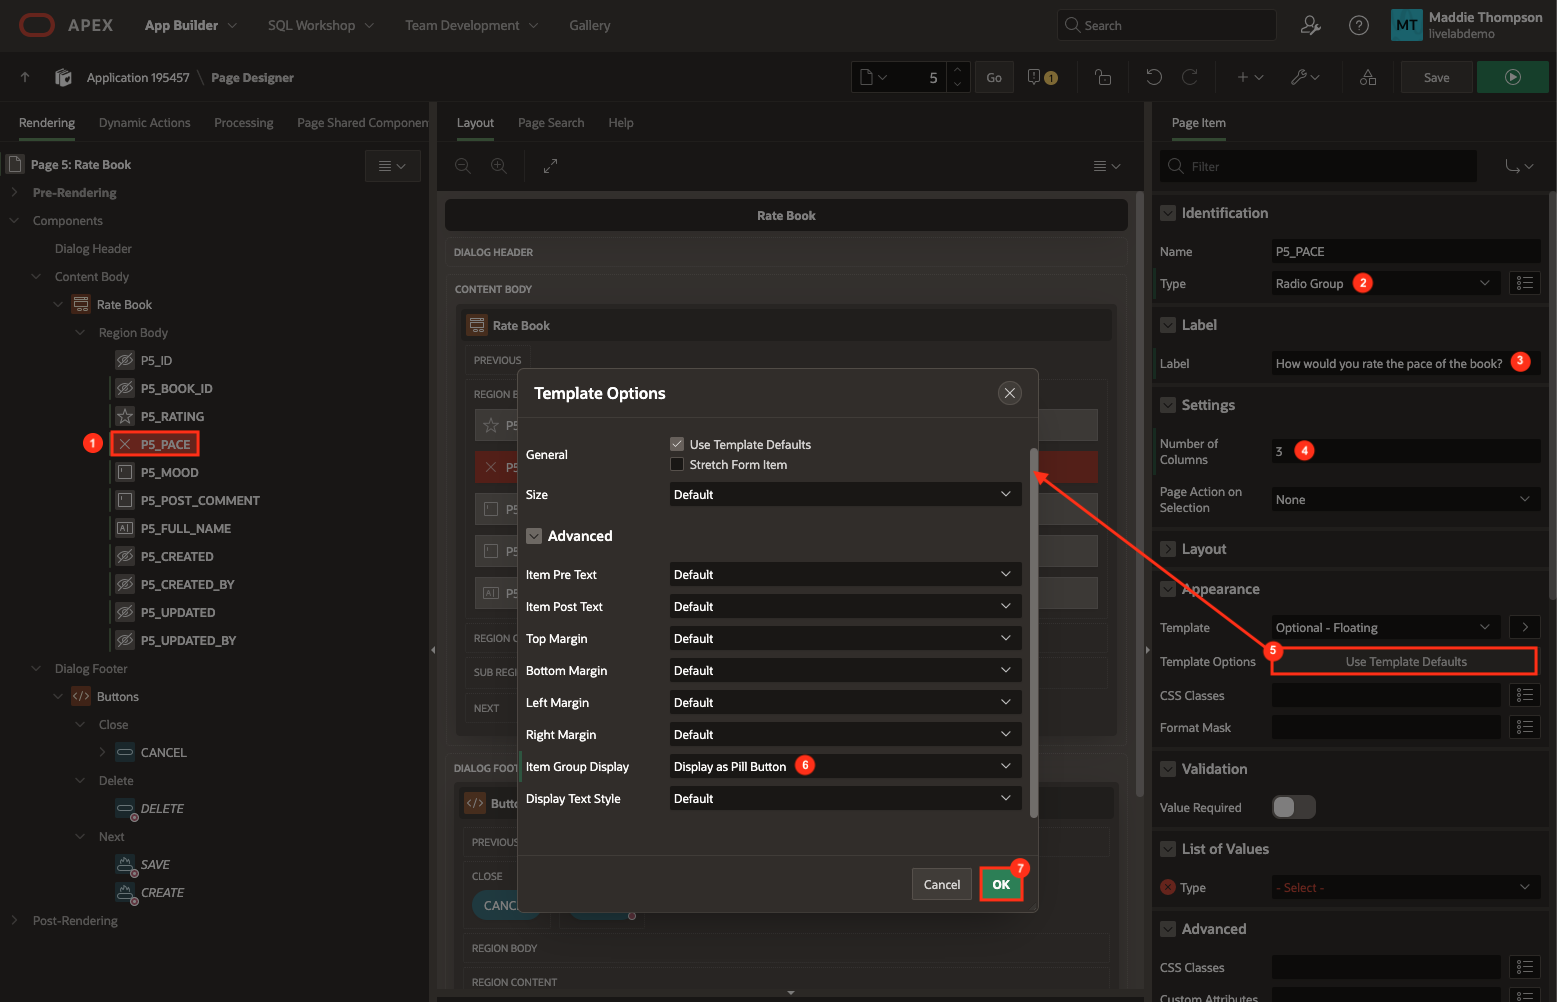 APEX
App Builder
SQL Workshop
Team Development
Gallery
Search
MT
Maddie Thompson
livelabdemo
Application 195457 \ Page Designer
5
Go
1
Save
Rendering
Dynamic Actions
Processing
Page Shared Componen
Page 5: Rate Book
Pre-Rendering
Components
Dialog Header
Content Body
Rate Book
Region Body
P5_ID
P5_BOOK_ID
P5_RATING
1
P5_PACE
P5_MOOD
P5_POST_COMMENT
P5_FULL_NAME
P5_CREATED
P5_CREATED_BY
P5_UPDATED
P5_UPDATED_BY
Dialog Footer
Buttons
Close
CANCEL
Delete
DELETE
Next
SAVE
CREATE
Post-Rendering
Layout
Page Search
Help
Rate Book
DIALOG HEADER
CONTENT BODY
Rate Book
PREVIOUS
REGION B
P5
P5
P5
P5
P5
REGION C
SUB REGI
NEXT
DIALOG FOOT
Butto
PREVIOUS
CLOSE
CANC
REGION BODY
REGION CONTENT
Template Options
General
Use Template Defaults
Stretch Form Item
Size Default
Advanced
Item Pre Text Default
Item Post Text Default
Top Margin Default
Bottom Margin Default
Left Margin Default
Right Margin Default
Item Group Display Display as Pill Button 6
Display Text Style Default
Cancel
OK
7
Page Item
Filter
Identification
Name P5_PACE
Type Radio Group 2
Label
Label How would you rate the pace of the book? 3
Settings
Number of
Columns
3 4
Page Action on
Selection
None
Layout
Appearance
Template Optional - Floating
5
Template Options Use Template Defaults
CSS Classes
Format Mask
Validation
Value Required
List of Values
Type - Select -
Advanced
CSS Classes
Custom Attributes